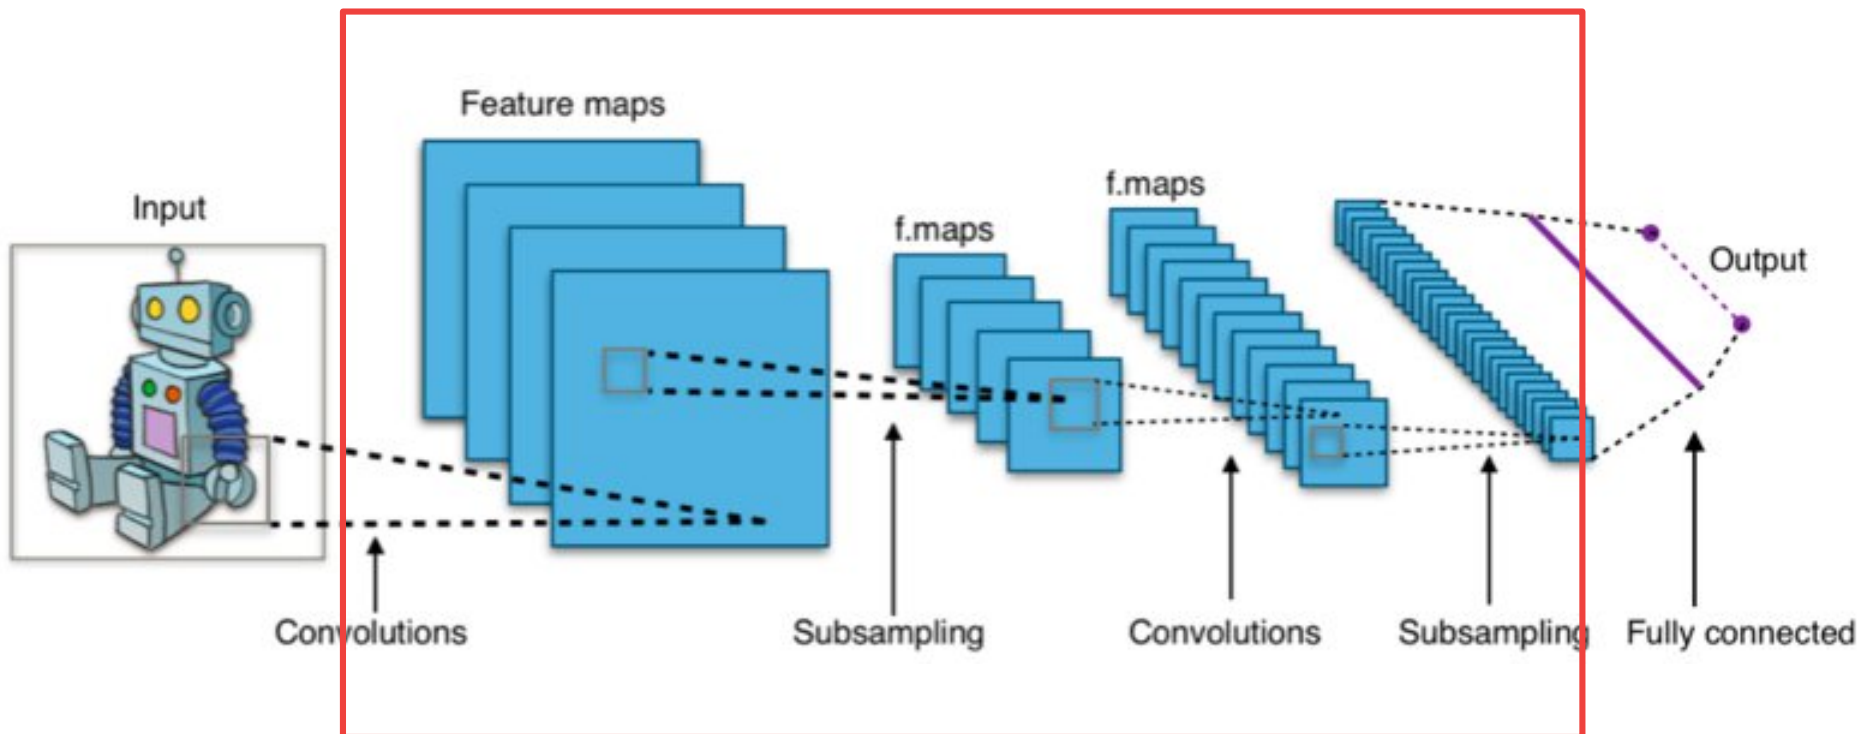 Feature maps
f.maps
Input
f.maps
Output
Convolutions
Subsampling
Convolutions
Subsampling
Fully connected